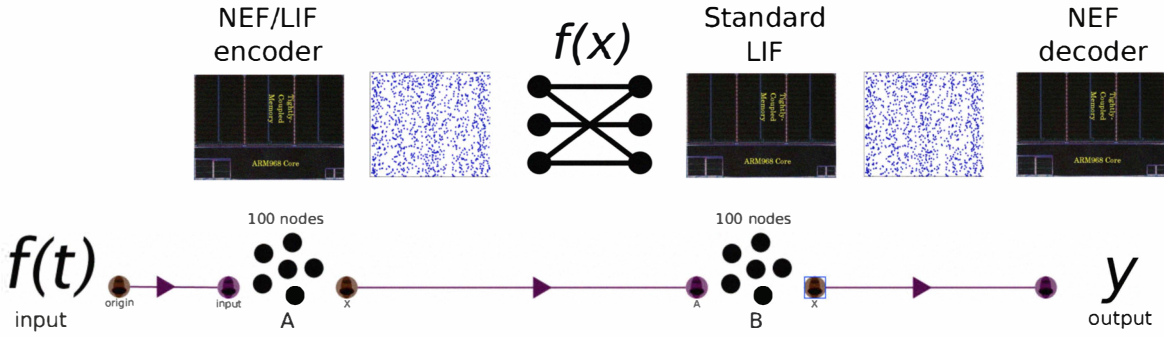 NEF/LIF
encoder
f(x)
Standard
LIF
NEF
decoder
Tightly-
Coupled
Memory
ARM968 Core
Tightly-
Coupled
Memory
ARM968 Core
Tightly-
Coupled
Memory
ARM968 Core
100 nodes
100 nodes
f(t)
y
origin
input
X
A
X
input
A
B
output